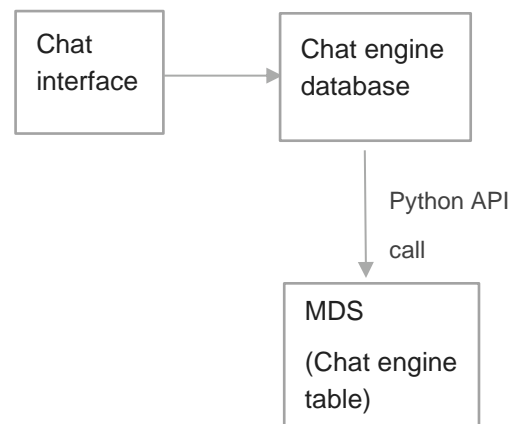 Chat
interface
Chat engine
database
Python API
call
MDS
(Chat engine
table)